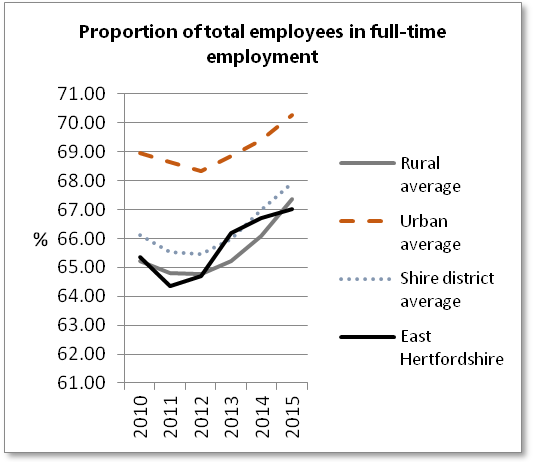 Proportion of total employees in full-time
employment
71.00
70.00
69.00
68.00
67.00
66.00
65.00
64.00
63.00
62.00
61.00
%
2010
2011
2012
2013
2014
2015
Rural
average
Urban
average
Shire district
average
East
Hertfordshire